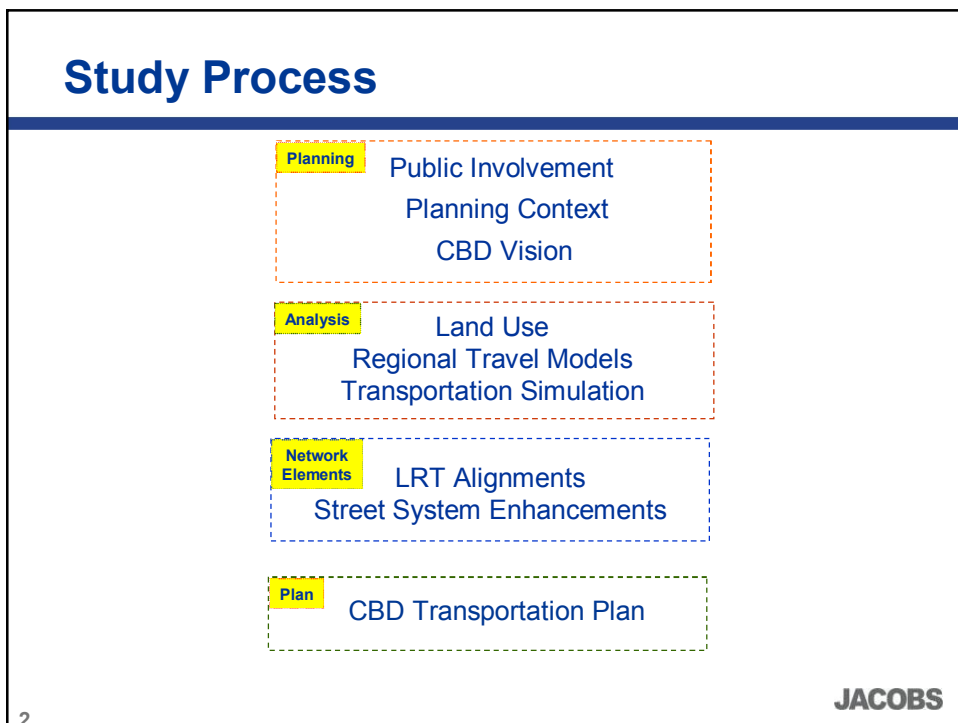 Study Process
Planning
Public Involvement
Planning Context
CBD Vision
Analysis
Land Use
Regional Travel Models
Transportation Simulation
Network
Elements
LRT Alignments
Street System Enhancements
Plan
CBD Transportation Plan
JACOBS
2